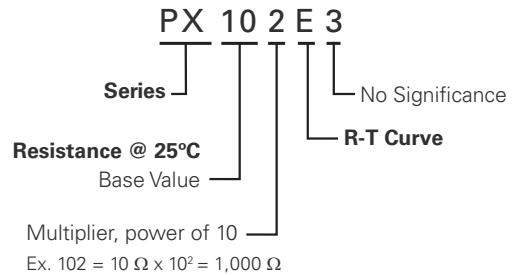 PX 10 2 E 3
Series
No Significance
R-T Curve
Resistance @ 25ºC
Base Value
Multiplier, power of 10
Ex. 102 = 10 Ω x 10² = 1,000 Ω